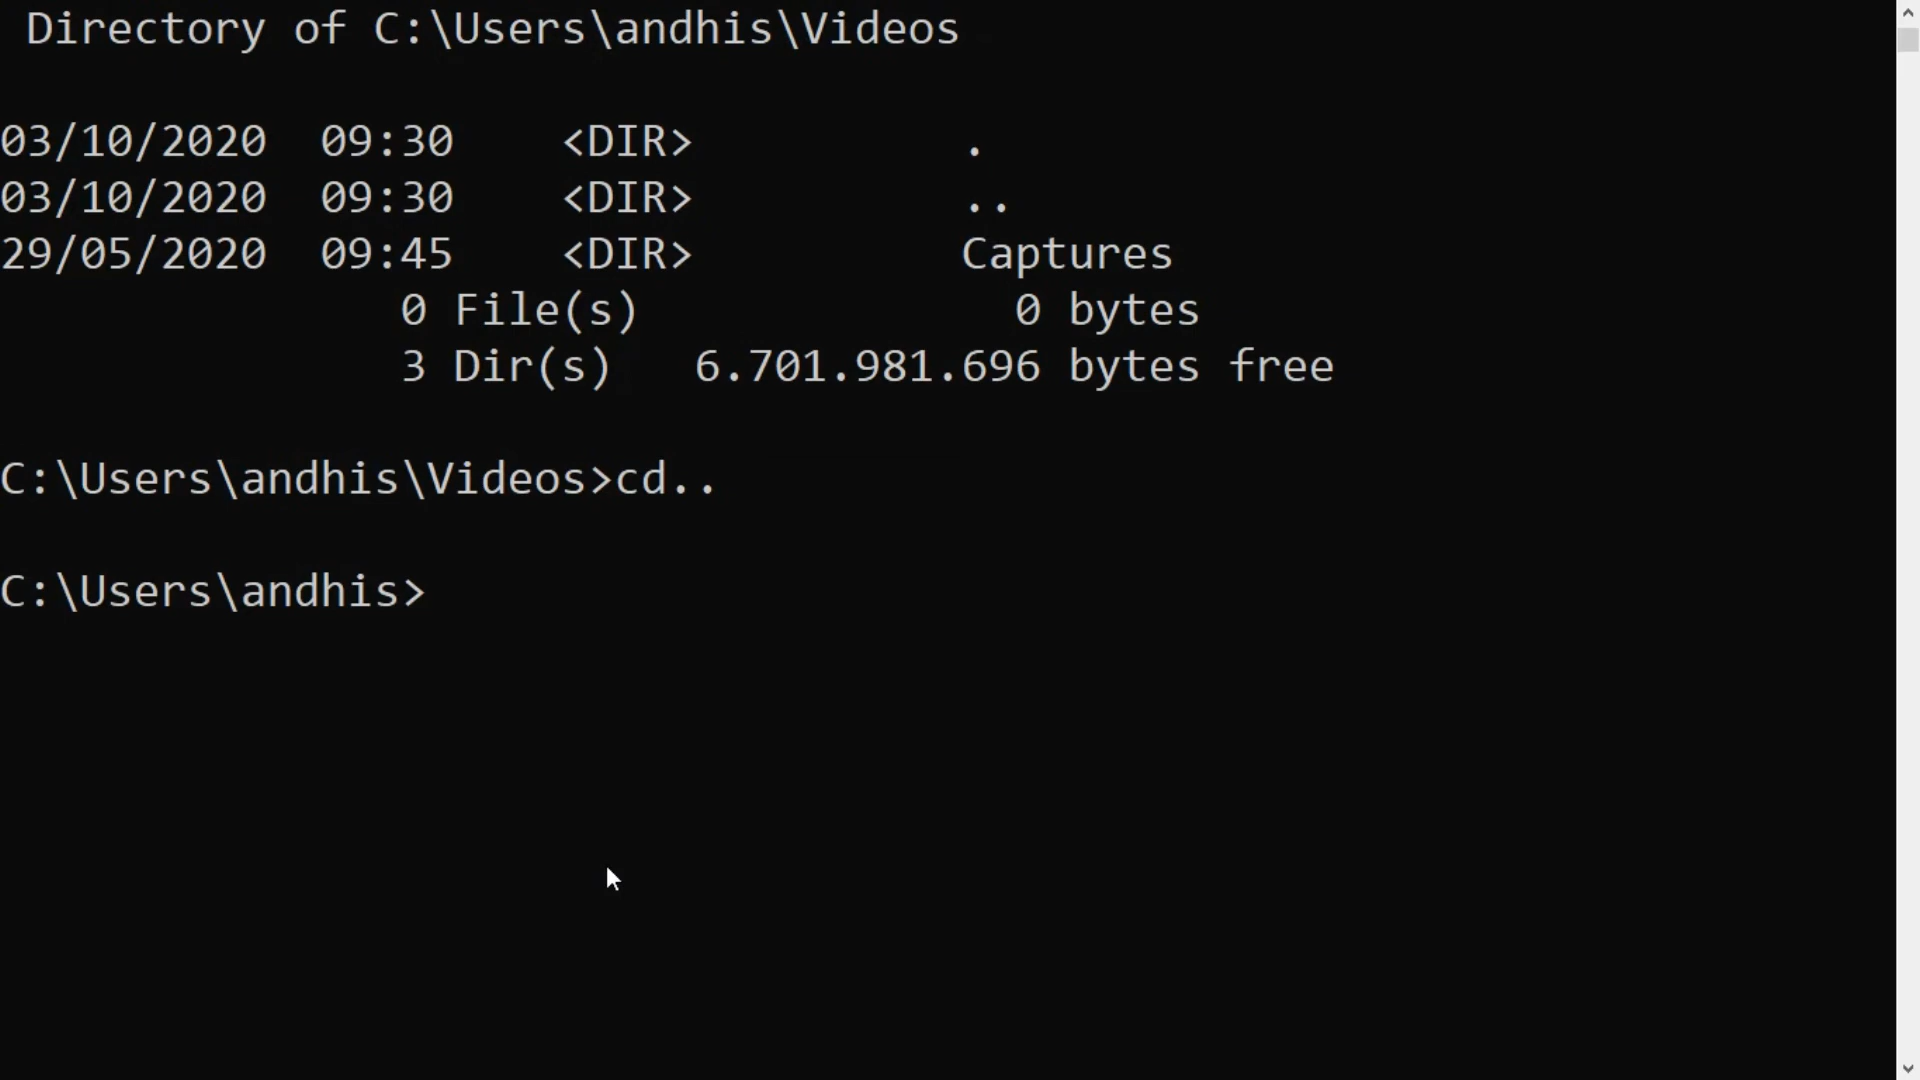 Directory of C:\Users\andhis\Videos
03/10/2020  09:30    <DIR>          .
03/10/2020  09:30    <DIR>          ..
29/05/2020  09:45    <DIR>          Captures
               0 File(s)              0 bytes
               3 Dir(s)   6.701.981.696 bytes free
C:\Users\andhis\Videos>cd..
C:\Users\andhis>